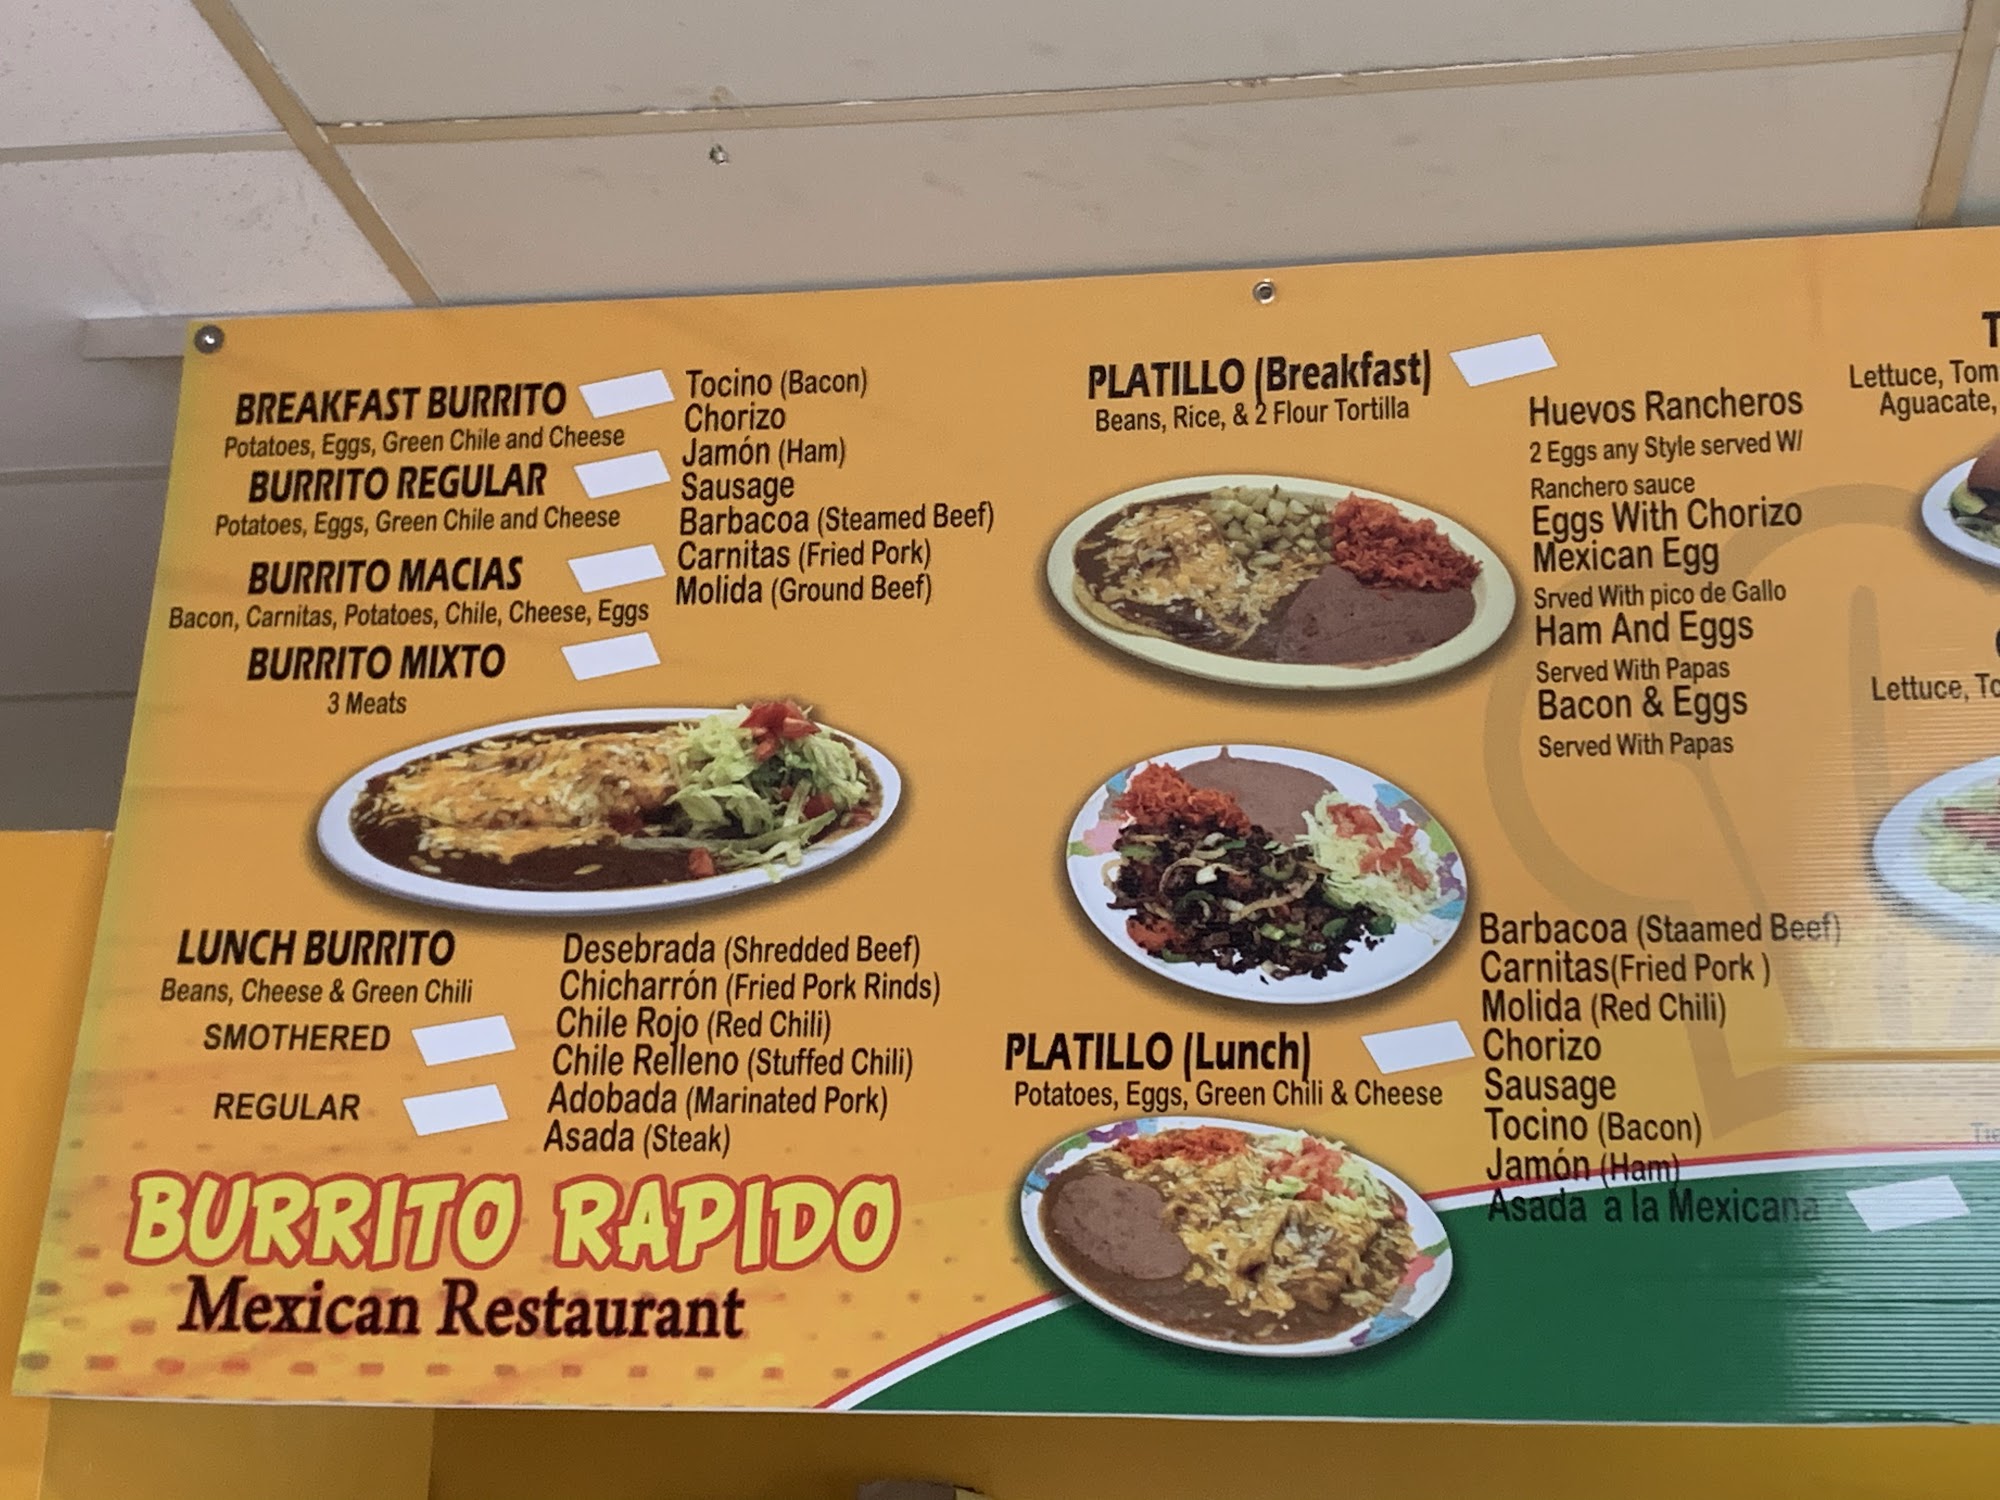 BREAKFAST BURRITO
Potatoes, Eggs, Green Chile and Cheese
BURRITO REGULAR
Potatoes, Eggs, Green Chile and Cheese
BURRITO MACIAS
Bacon, Carnitas, Potatoes, Chile, Cheese, Eggs
BURRITO MIXTO
3 Meats
Tocino (Bacon)
Chorizo
Jamón (Ham)
Sausage
Barbacoa (Steamed Beef)
Carnitas (Fried Pork)
Molida (Ground Beef)
LUNCH BURRITO
Beans, Cheese & Green Chili
SMOTHERED
REGULAR
Desebrada (Shredded Beef)
Chicharrón (Fried Pork Rinds)
Chile Rojo (Red Chili)
Chile Relleno (Stuffed Chili)
Adobada (Marinated Pork)
Asada (Steak)
BURRITO RAPIDO
Mexican Restaurant
PLATILLO (Breakfast)
Beans, Rice, & 2 Flour Tortilla
Huevos Rancheros
2 Eggs any Style served W/
Ranchero sauce
Eggs With Chorizo
Mexican Egg
Srved With pico de Gallo
Ham And Eggs
Served With Papas
Bacon & Eggs
Served With Papas
PLATILLO (Lunch)
Potatoes, Eggs, Green Chili & Cheese
Barbacoa (Staamed Beef)
Carnitas(Fried Pork )
Molida (Red Chili)
Chorizo
Sausage
Tocino (Bacon)
Jamón (Ham)
Asada a la Mexicana
Lettuce, Tom
Aguacate,
Lettuce, To